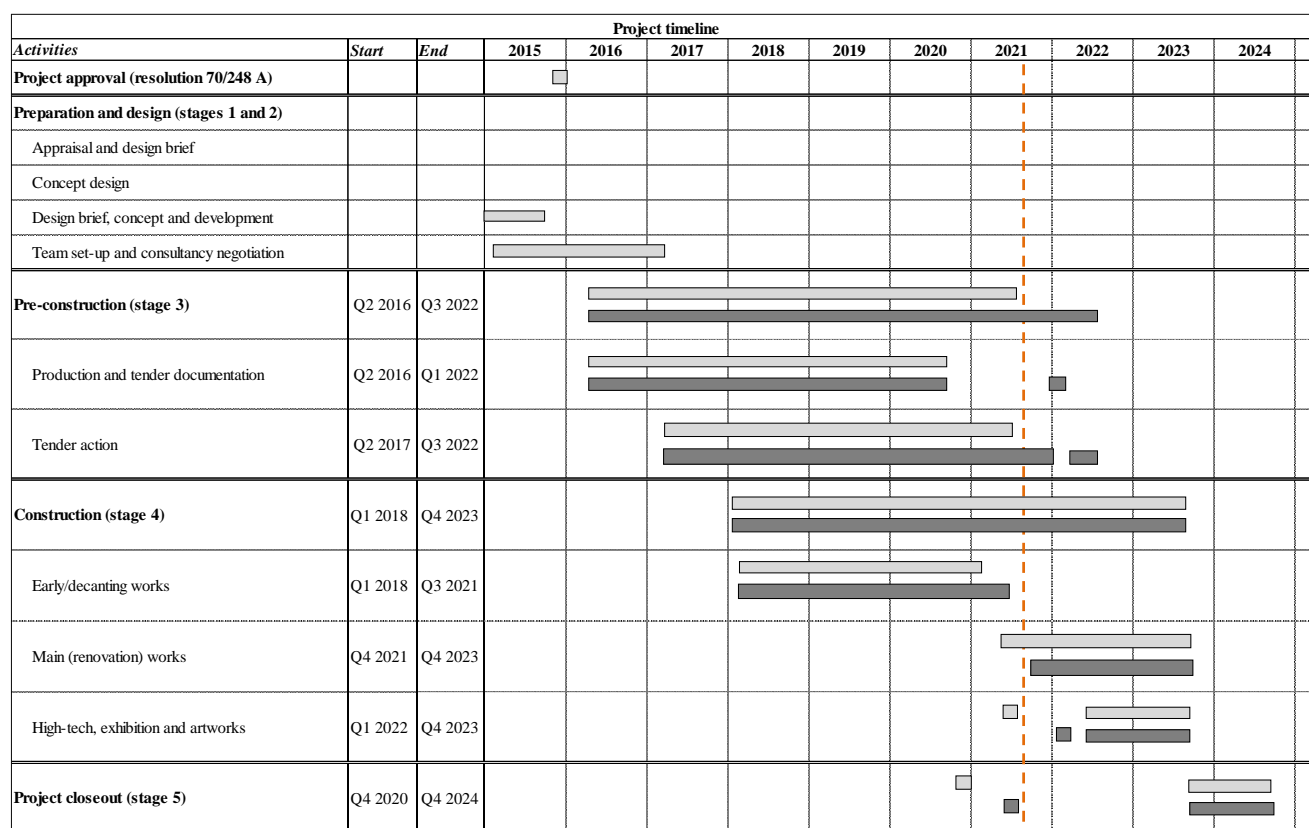 Project timeline
Activities Start End 2015 2016 2017 2018 2019 2020 2021 2022 2023 2024
Project approval (resolution 70/248 A)
Preparation and design (stages 1 and 2)
Appraisal and design brief
Concept design
Design brief, concept and development
Team set-up and consultancy negotiation
Pre-construction (stage 3) Q2 2016 Q3 2022
Production and tender documentation Q2 2016 Q1 2022
Tender action Q2 2017 Q3 2022
Construction (stage 4) Q1 2018 Q4 2023
Early/decanting works Q1 2018 Q3 2021
Main (renovation) works Q4 2021 Q4 2023
High-tech, exhibition and artworks Q1 2022 Q4 2023
Project closeout (stage 5) Q4 2020 Q4 2024